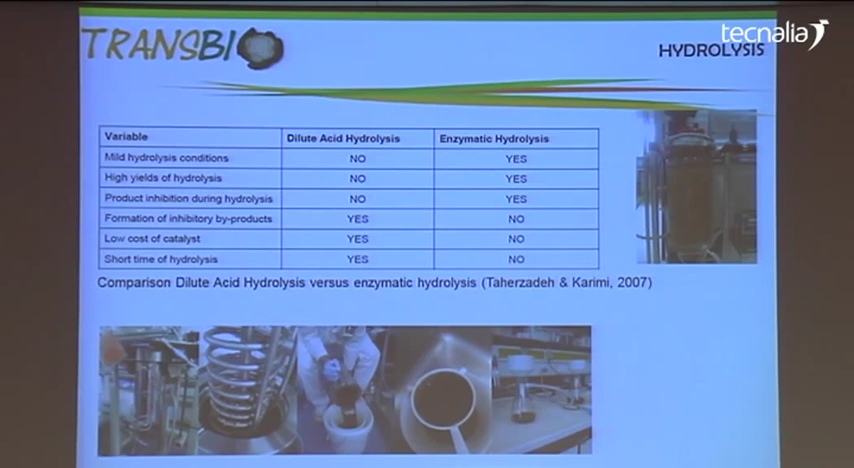 tecnalia
TRANSBIO
HYDROLYSIS
Variable Dilute Acid Hydrolysis Enzymatic Hydrolysis
Mild hydrolysis conditions NO YES
High yields of hydrolysis NO YES
Product inhibition during hydrolysis NO YES
Formation of inhibitory by-products YES NO
Low cost of catalyst YES NO
Short time of hydrolysis YES NO
Comparison Dilute Acid Hydrolysis versus enzymatic hydrolysis (Taherzadeh & Karimi, 2007)